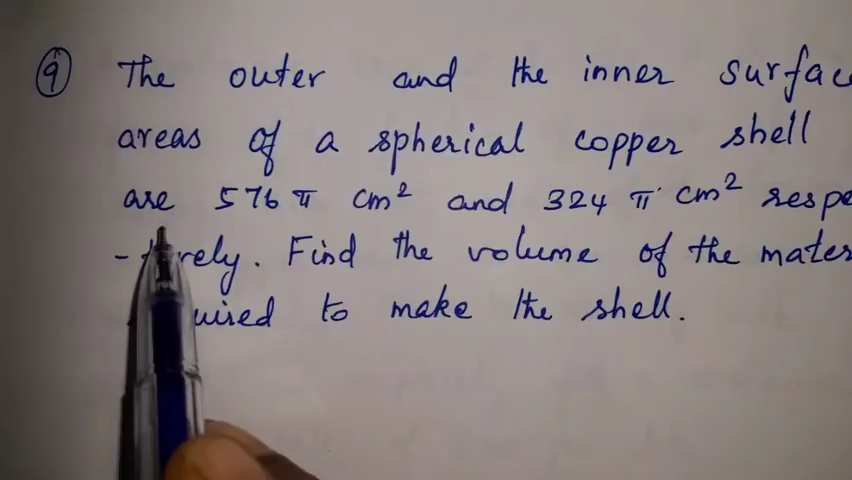 9 The outer and the inner surfac
areas of a spherical copper shell
are 576 π cm² and 324 π cm² respe
-tively. Find the volume of the mater
uired to make the shell.